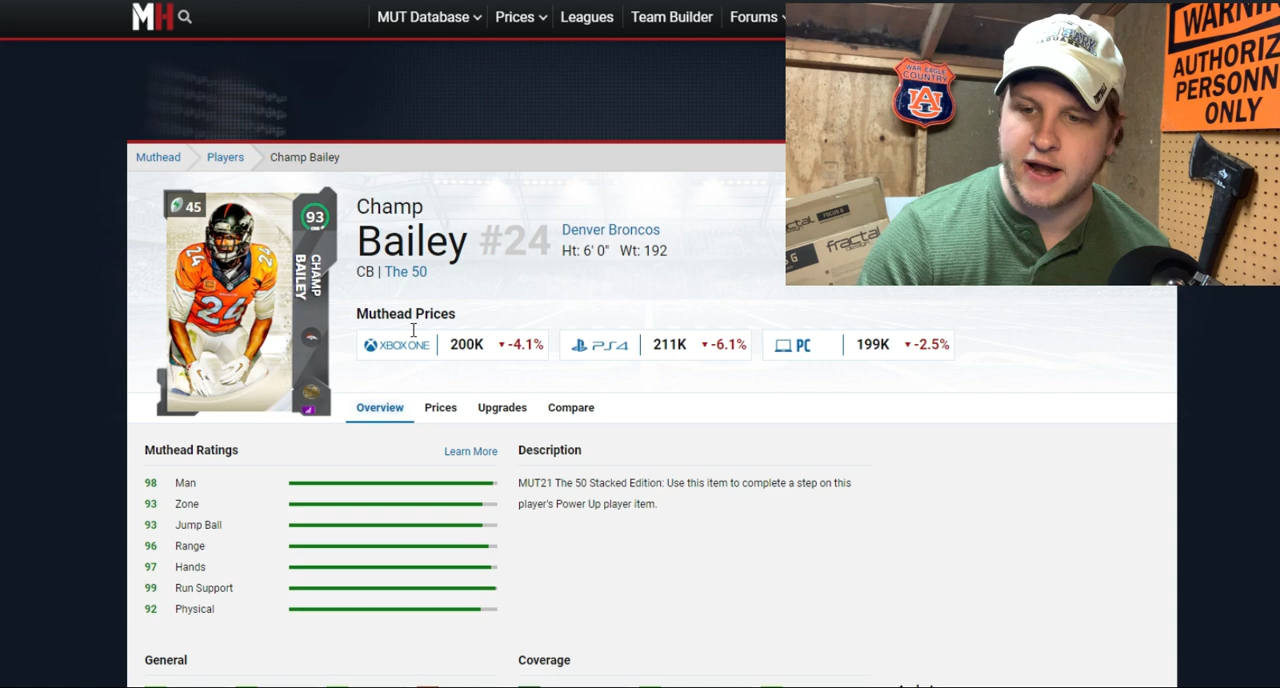 MH
MUT Database
Prices
Leagues
Team Builder
Forums
WARNIN
AUTHORIZ
PERSONN
ONLY
WAR EAGLE
COUNTRY
AU
fractal
fractal
FOCUS G
Muthead
Players
Champ Bailey
45
93
CHAMP
BAILEY
24
24
24
Champ
Bailey #24
Denver Broncos
Ht: 6' 0" Wt: 192
CB | The 50
Muthead Prices
XBOX ONE 200K -4.1%
PS4 211K -6.1%
PC 199K -2.5%
Overview
Prices
Upgrades
Compare
Muthead Ratings
Learn More
98 Man
93 Zone
93 Jump Ball
96 Range
97 Hands
99 Run Support
92 Physical
Description
MUT21 The 50 Stacked Edition: Use this item to complete a step on this
player's Power Up player item.
General
Coverage